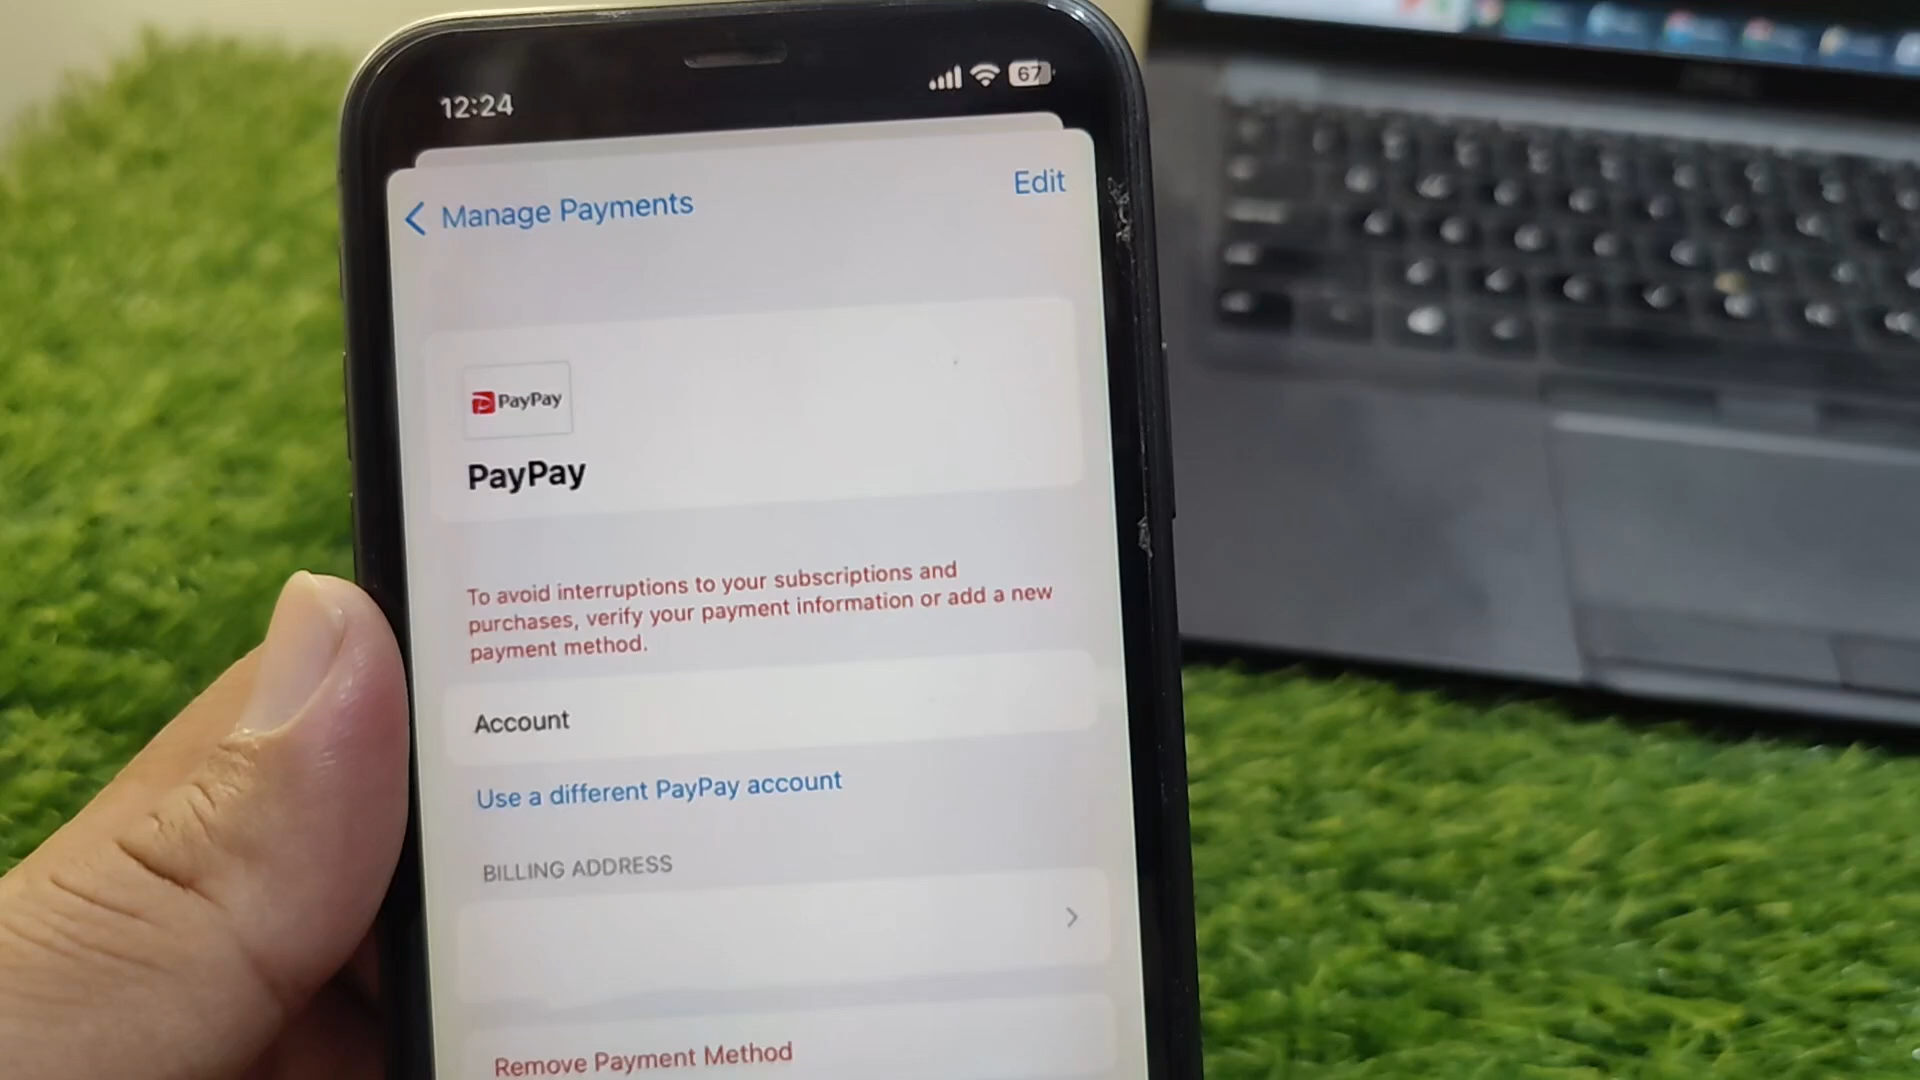 12:24
67
Manage Payments
Edit
PayPay
PayPay
To avoid interruptions to your subscriptions and
purchases, verify your payment information or add a new
payment method.
Account
Use a different PayPay account
BILLING ADDRESS
Remove Payment Method